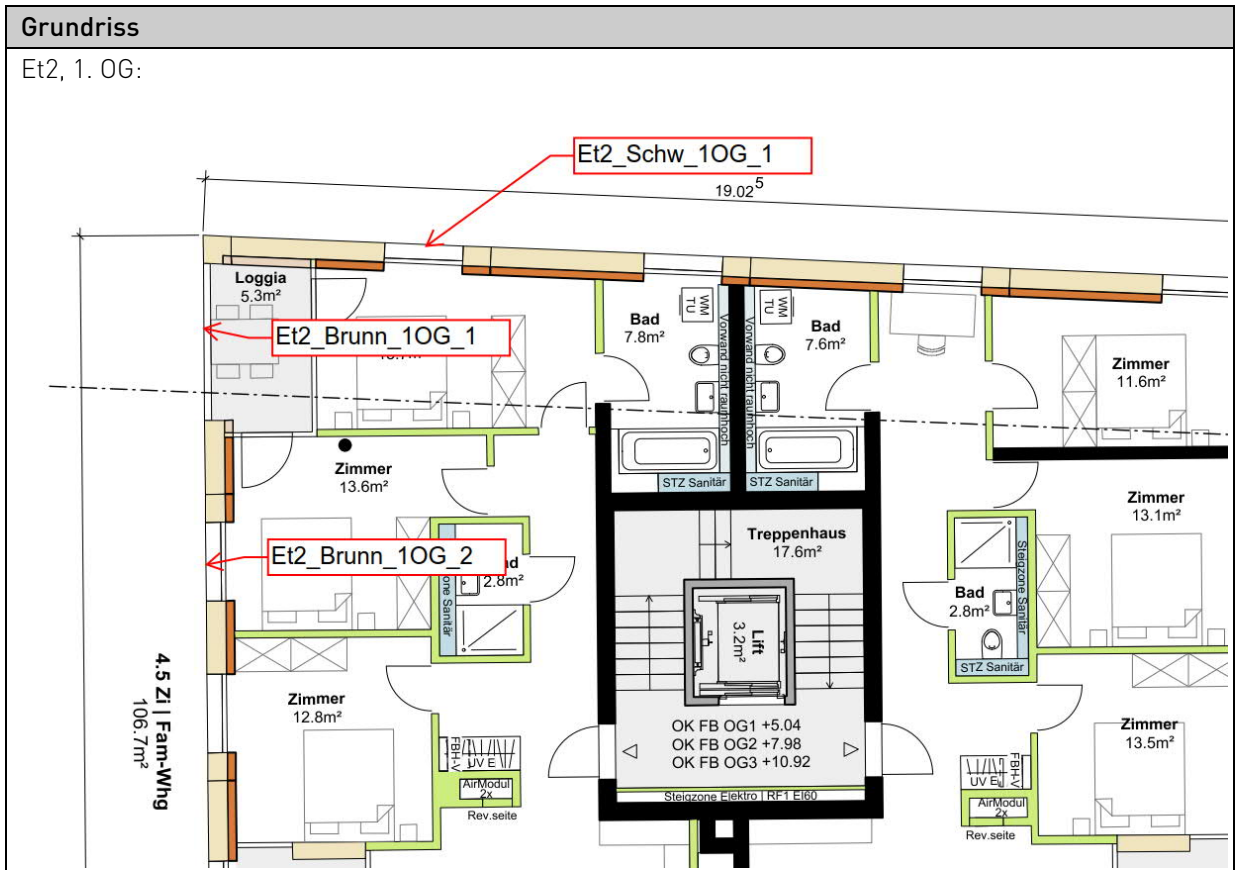 Grundriss
Et2, 1. OG:
Et2_Schw_1OG_1
19.02⁵
Loggia
5.3m²
Et2_Brunn_1OG_1
Bad
7.8m²
WM
TU
Vorwand nicht raumhoch
WM
TU
Vorwand nicht raumhoch
Bad
7.6m²
Zimmer
11.6m²
Zimmer
13.6m²
STZ Sanitär
STZ Sanitär
Zimmer
13.1m²
Et2_Brunn_1OG_2
2.8m²
Treppenhaus
17.6m²
Lift
3.2m²
Bad
2.8m²
Steigzone Sanitär
STZ Sanitär
4.5 Zi | Fam-Whg
106.7m²
Zimmer
12.8m²
OK FB OG1 +5.04
OK FB OG2 +7.98
OK FB OG3 +10.92
Zimmer
13.5m²
FBH-V
UV E
AirModul
2x
Rev.seite
Steigzone Elektro | RF1 EI60
FBH-V
UV E
AirModul
2x
Rev.seite